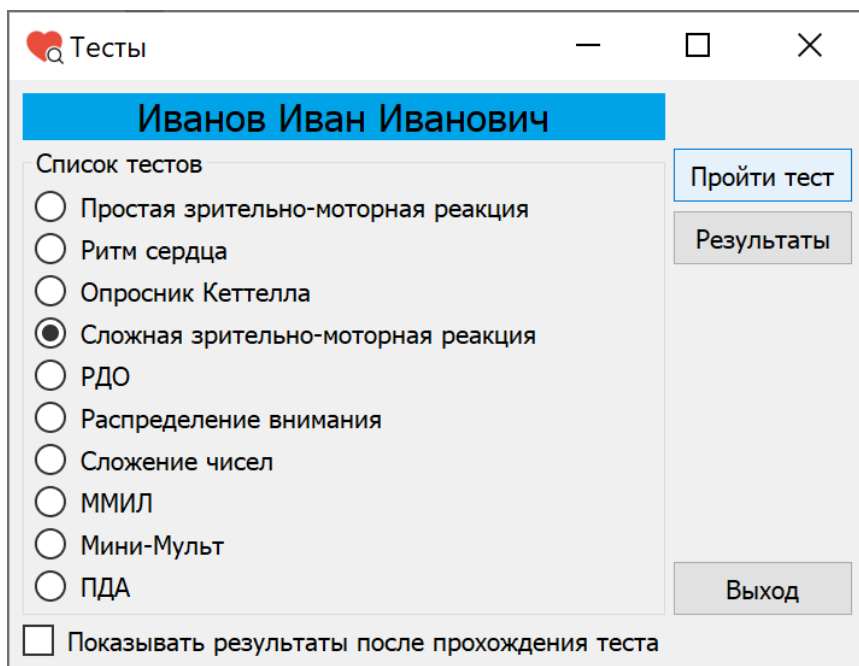 Тесты
Иванов Иван Иванович
Список тестов
Простая зрительно-моторная реакция
Ритм сердца
Опросник Кеттелла
Сложная зрительно-моторная реакция
РДО
Распределение внимания
Сложение чисел
ММИЛ
Мини-Мульт
ПДА
Показывать результаты после прохождения теста
Пройти тест
Результаты
Выход